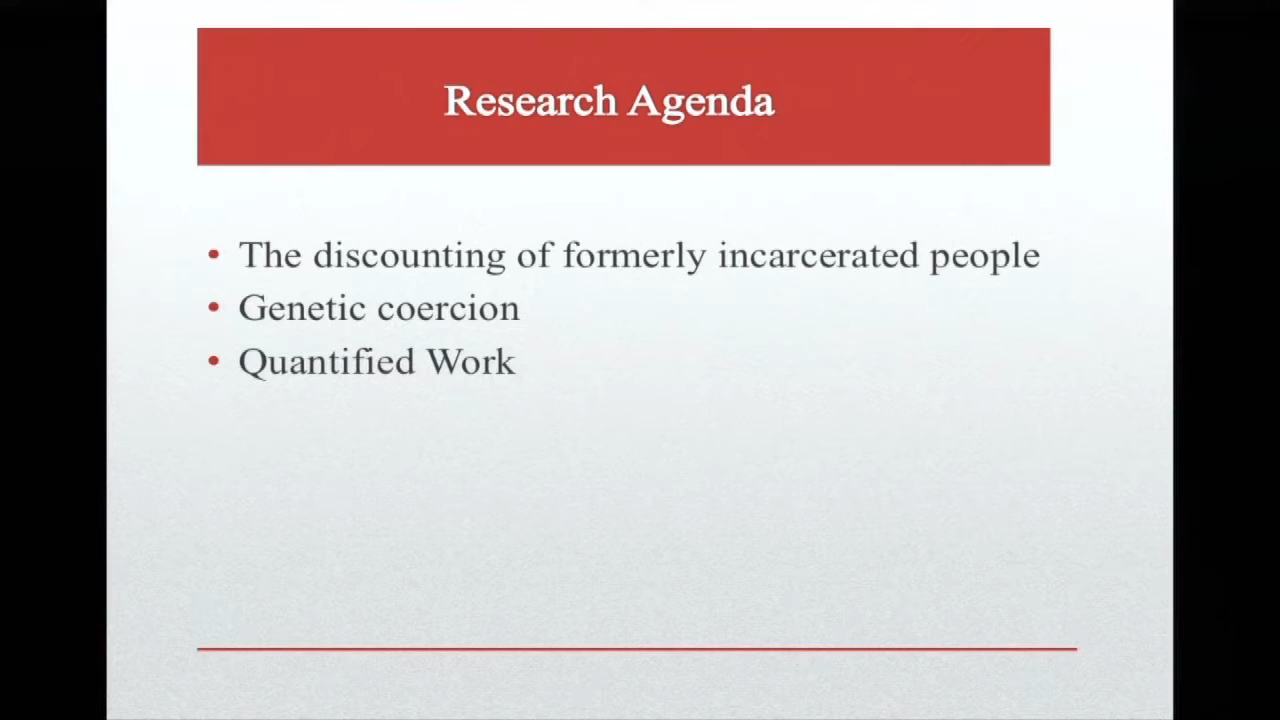 Research Agenda
• The discounting of formerly incarcerated people
• Genetic coercion
• Quantified Work